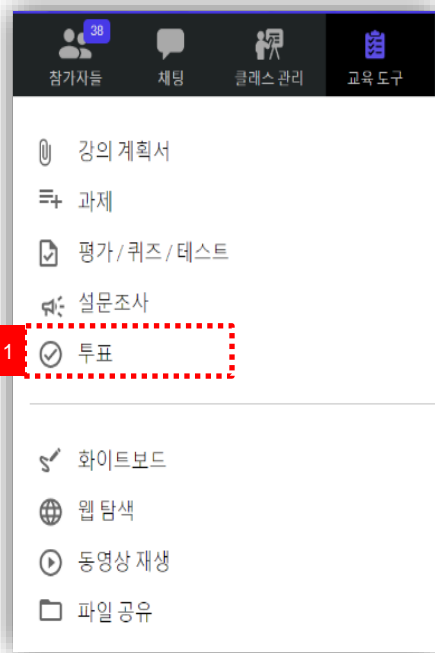 38
참가자들 채팅 클래스 관리 교육 도구
강의 계획서
과제
평가 / 퀴즈 / 테스트
설문조사
1 투표
화이트보드
웹 탐색
동영상 재생
파일 공유